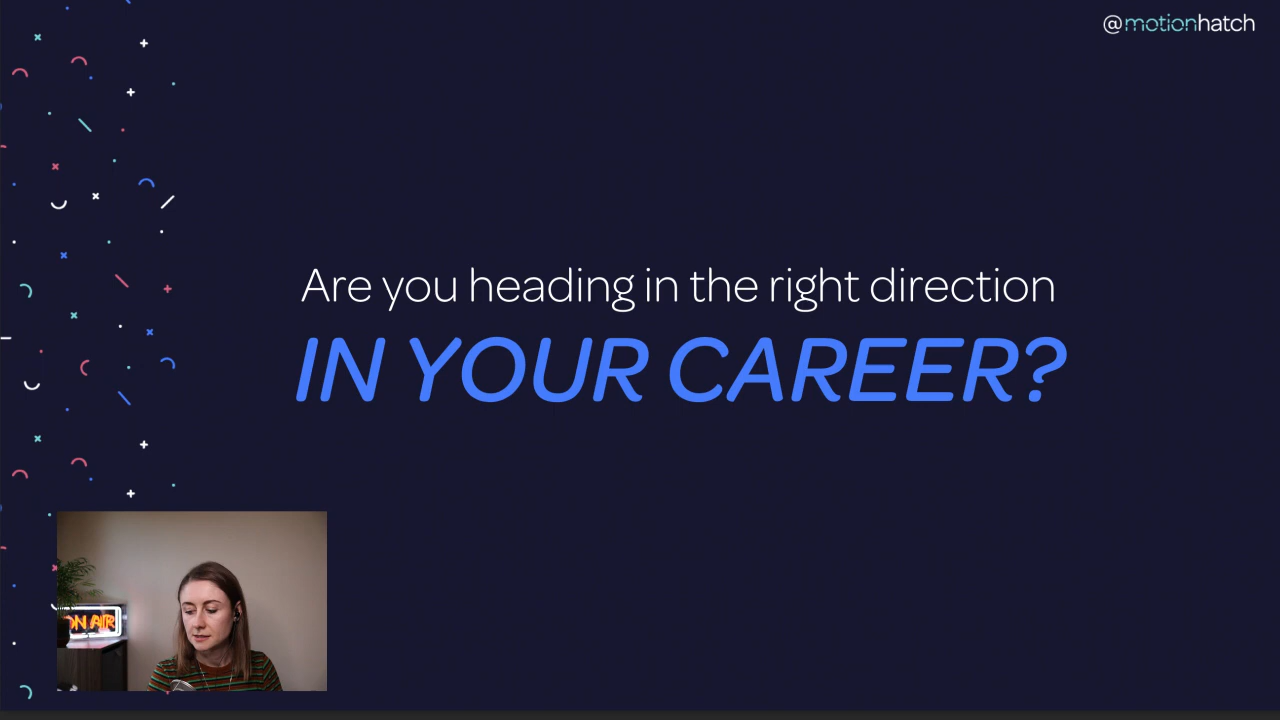 @motionhatch
Are you heading in the right direction
IN YOUR CAREER?
ON AIR